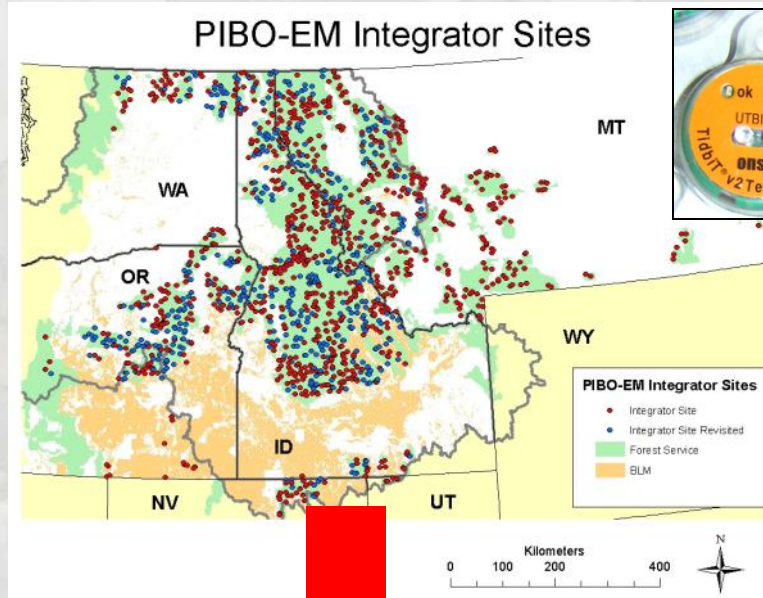 PIBO-EM Integrator Sites
MT
ok
UTBI
TidbiT® v2 Te
ons
WA
OR
WY
ID
NV
UT
PIBO-EM Integrator Sites
Integrator Site
Integrator Site Revisited
Forest Service
BLM
Kilometers
0 100 200 400
N